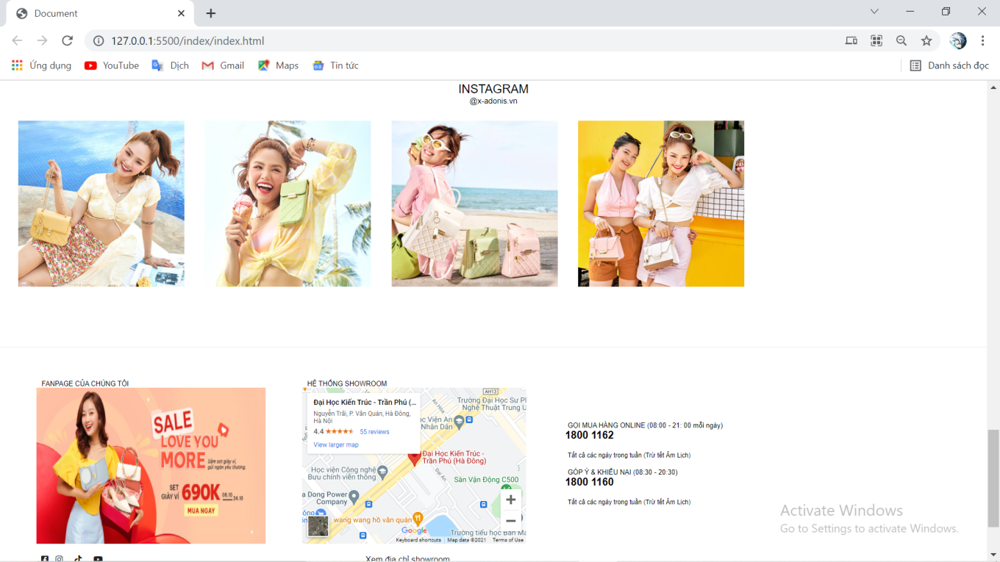 Document
127.0.0.1:5500/index/index.html
Ứng dụng
YouTube
Dịch
Gmail
Maps
Tin tức
Danh sách đọc
INSTAGRAM
@x-adonis.vn
FANPAGE CỦA CHÚNG TÔI
SALE
LOVE YOU
MORE
Sắm set giày ví,
gửi ngàn yêu thương.
SET
GIÀY VÍ
690K
08.10
24.10
MUA NGAY
HỆ THỐNG SHOWROOM
AH13
Đại Học Kiến Trúc - Trần Phú (...
Nguyễn Trãi, P. Văn Quán, Hà Đông,
Hà Nội
4.4
55 reviews
View larger map
An Hòa
Trường Đại Học Sư Ph
Nghệ Thuật Trung U
ọc Viện An
Nhân Dân
Đại Học Kiến Trúc -
Trần Phú (Hà Đông)
Học viện Công nghệ
Bưu chính viễn thông
Đại An
Sân Vận Động C500
a Dong Power
Company
ông
wang wang hồ văn quán
Google
Trường tiểu học Ban Ma
Keyboard shortcuts
Map data ©2021
Terms of Use
Xem địa chỉ showroom
GỌI MUA HÀNG ONLINE (08:00 - 21: 00 mỗi ngày)
1800 1162
Tất cả các ngày trong tuần (Trừ tết Âm Lịch)
GÓP Ý & KHIẾU NẠI (08:30 - 20:30)
1800 1160
Tất cả các ngày trong tuần (Trừ tết Âm Lịch)
Activate Windows
Go to Settings to activate Windows.